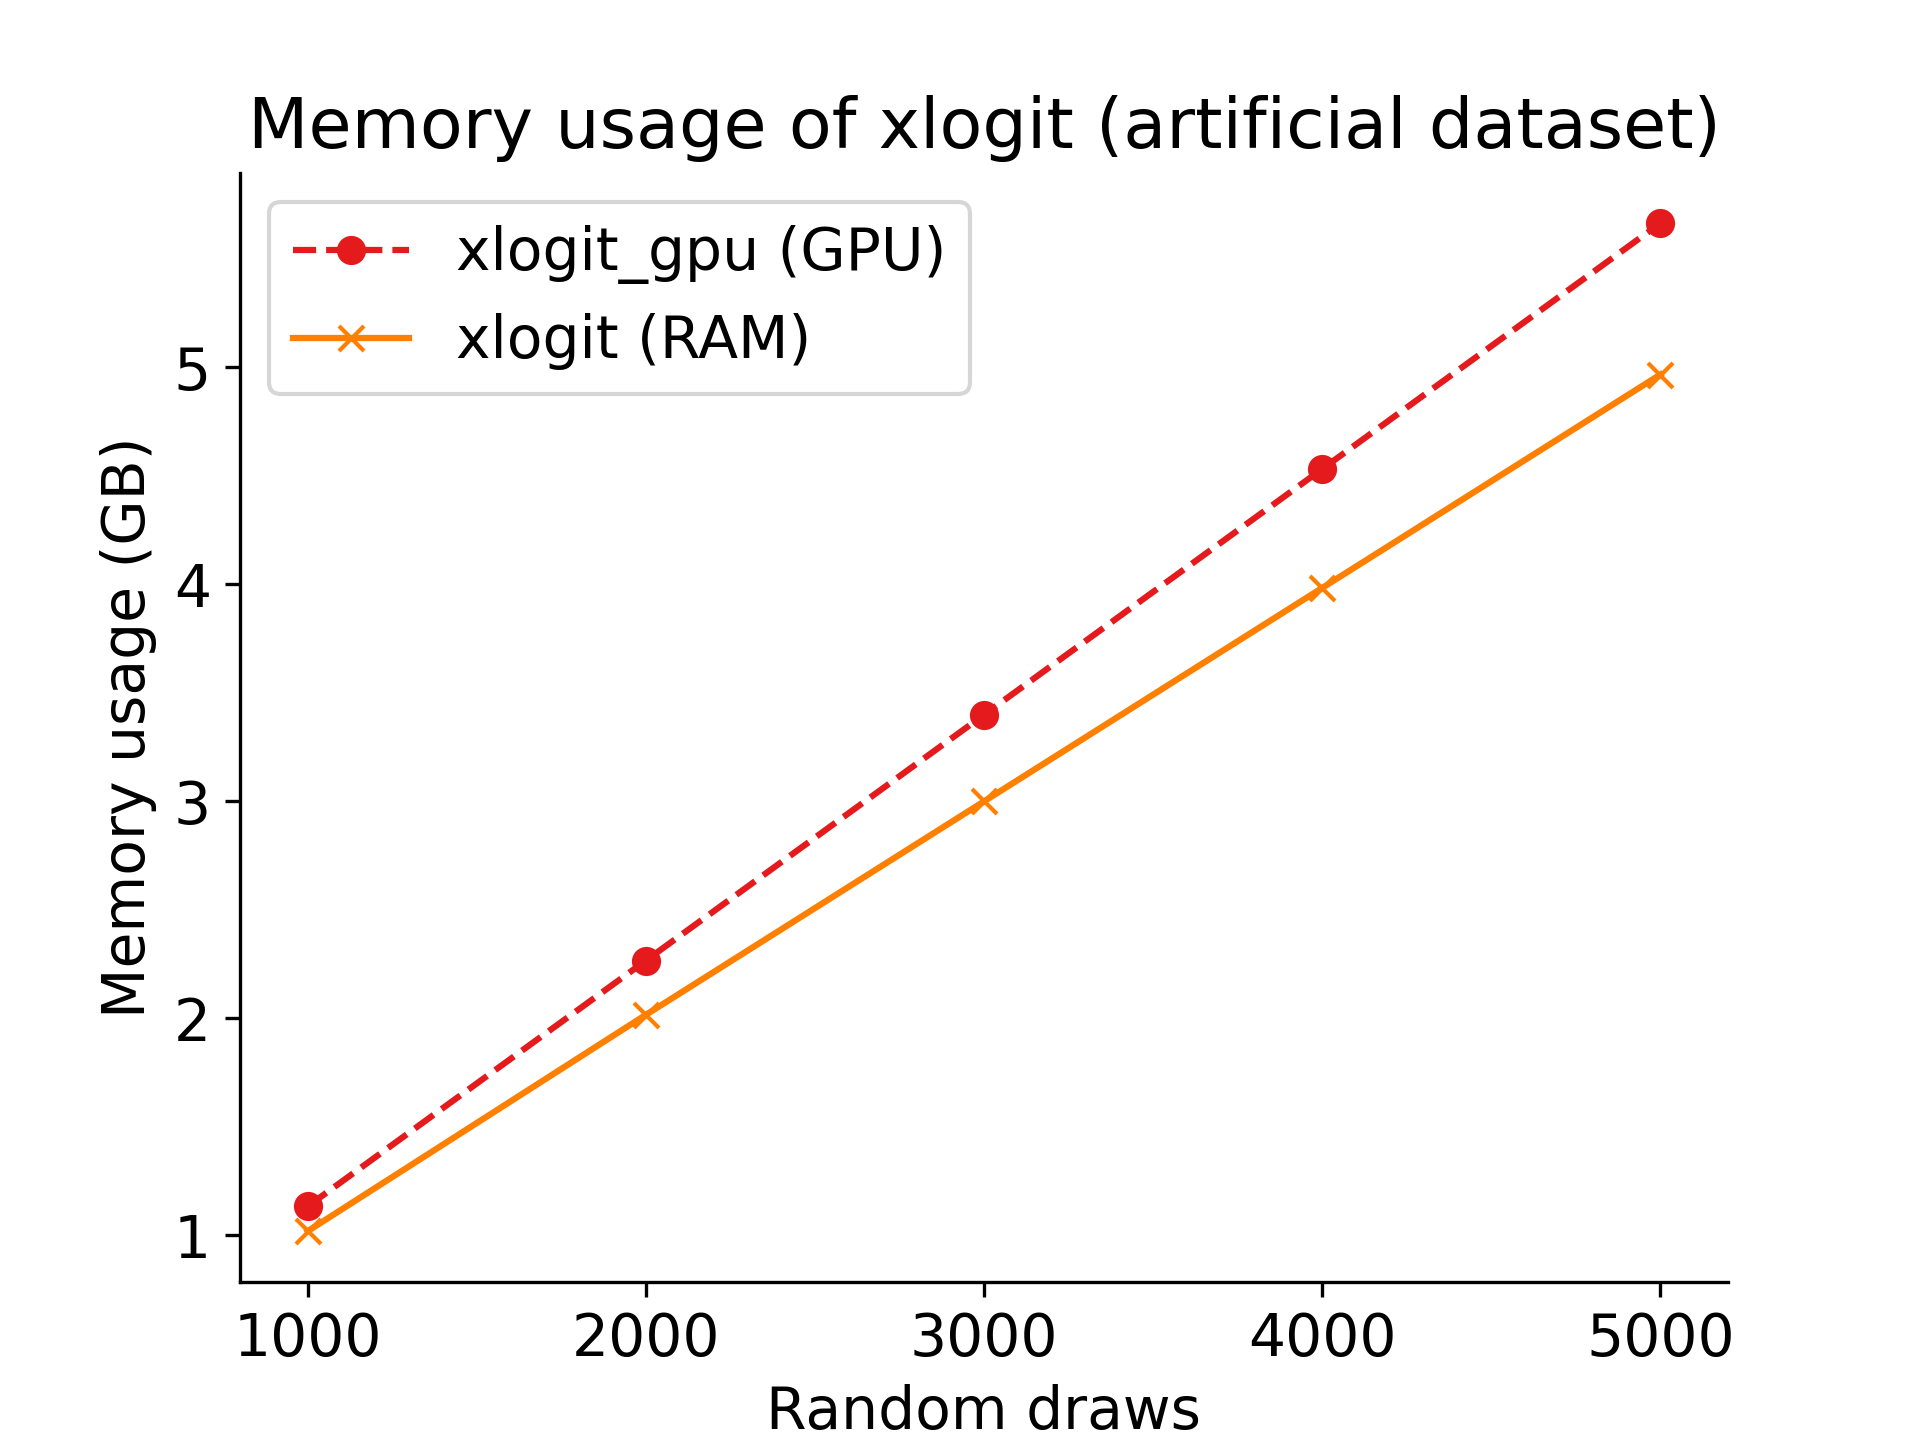 Memory usage of xlogit (artificial dataset)
xlogit_gpu (GPU)
xlogit (RAM)
Memory usage (GB)
5
4
3
2
1
1000 2000 3000 4000 5000
Random draws